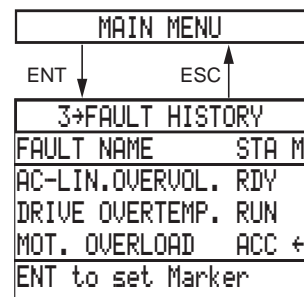 MAIN MENU
ENT ESC
3→FAULT HISTORY
FAULT NAME STA M
AC-LIN.OVERVOL. RDY
DRIVE OVERTEMP. RUN
MOT. OVERLOAD ACC ←
ENT to set Marker